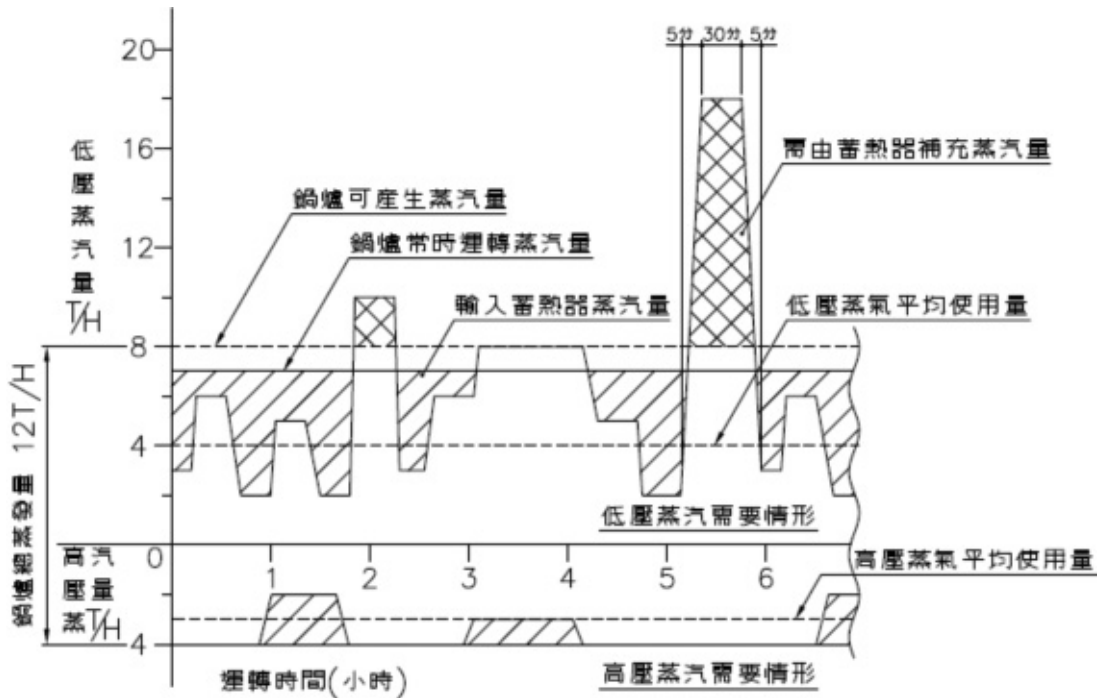 5分 30分 5分
20
16
12
8
4
0
4
低壓蒸汽量 T/H
鍋爐可產生蒸汽量
鍋爐常時運轉蒸汽量
輸入蓄熱器蒸汽量
需由蓄熱器補充蒸汽量
低壓蒸氣平均使用量
鍋爐總蒸發量 12T/H
低壓蒸汽需要情形
高壓蒸汽量 T/H
1 2 3 4 5 6
高壓蒸氣平均使用量
運轉時間(小時)
高壓蒸汽需要情形